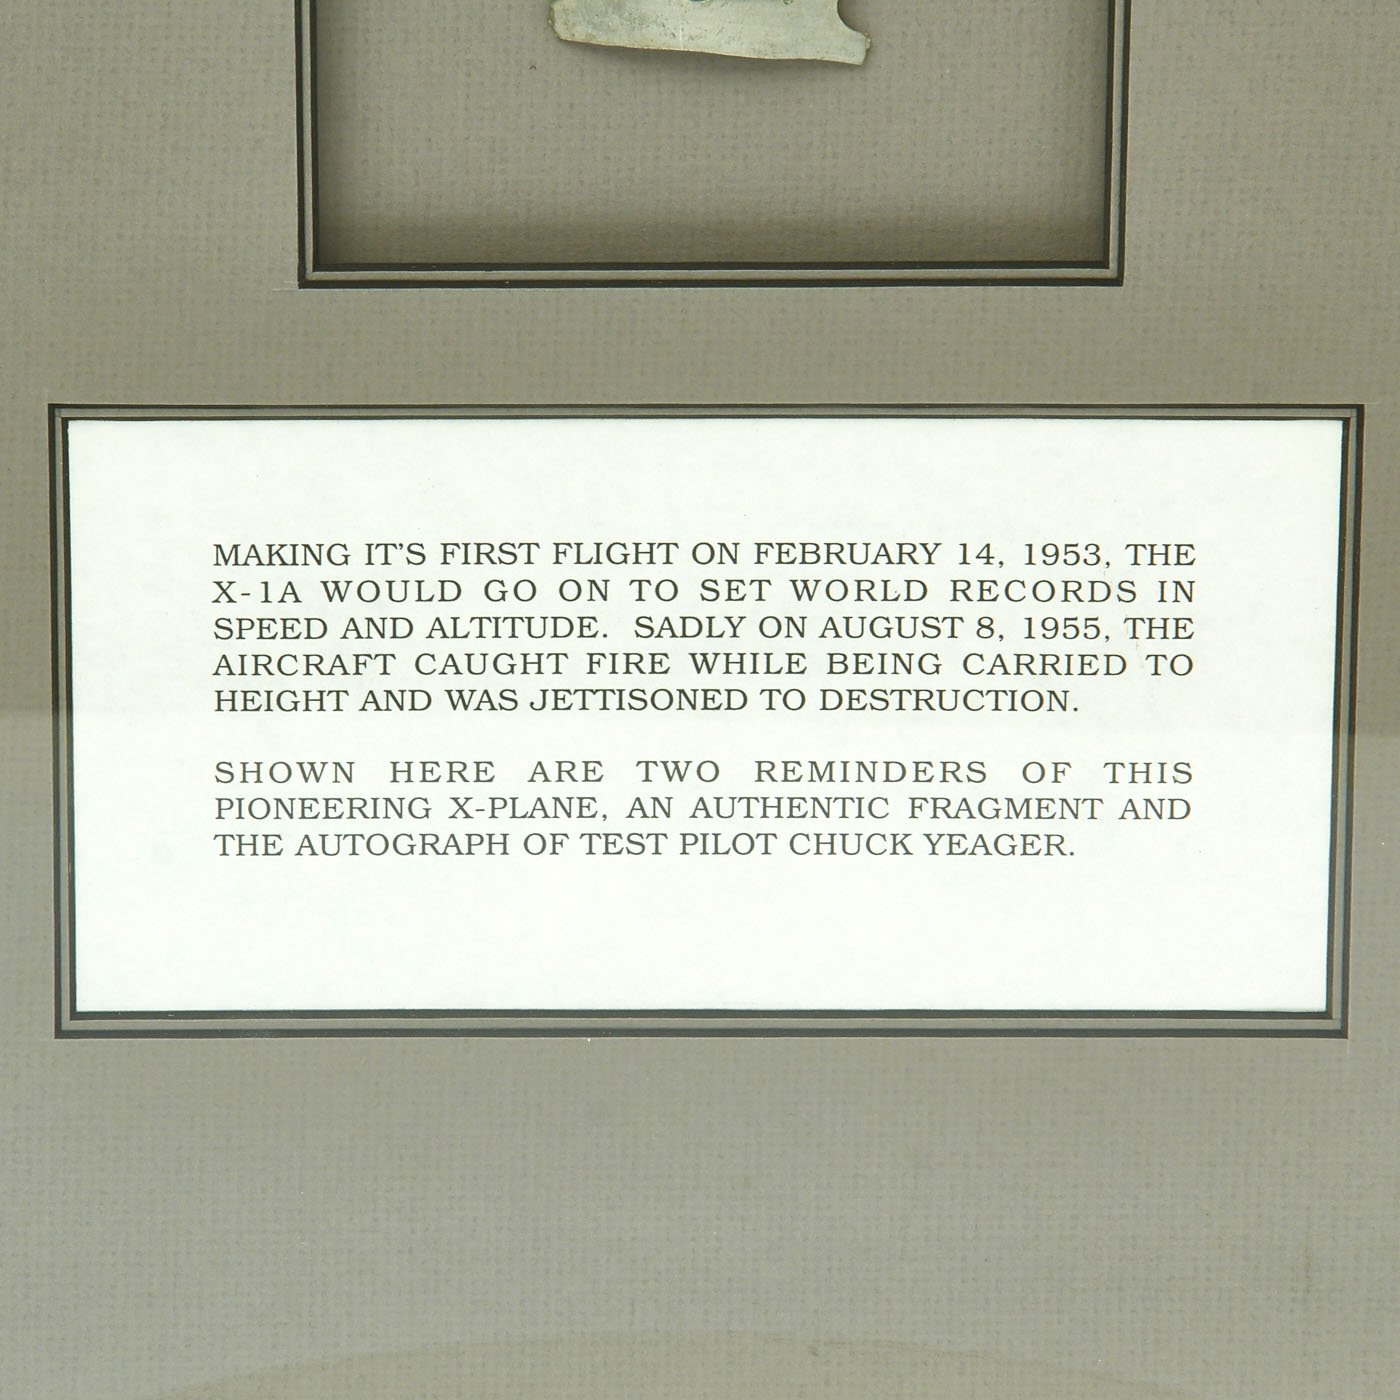 MAKING IT'S FIRST FLIGHT ON FEBRUARY 14, 1953, THE
X-1A WOULD GO ON TO SET WORLD RECORDS IN
SPEED AND ALTITUDE. SADLY ON AUGUST 8, 1955, THE
AIRCRAFT CAUGHT FIRE WHILE BEING CARRIED TO
HEIGHT AND WAS JETTISONED TO DESTRUCTION.
SHOWN HERE ARE TWO REMINDERS OF THIS
PIONEERING X-PLANE, AN AUTHENTIC FRAGMENT AND
THE AUTOGRAPH OF TEST PILOT CHUCK YEAGER.